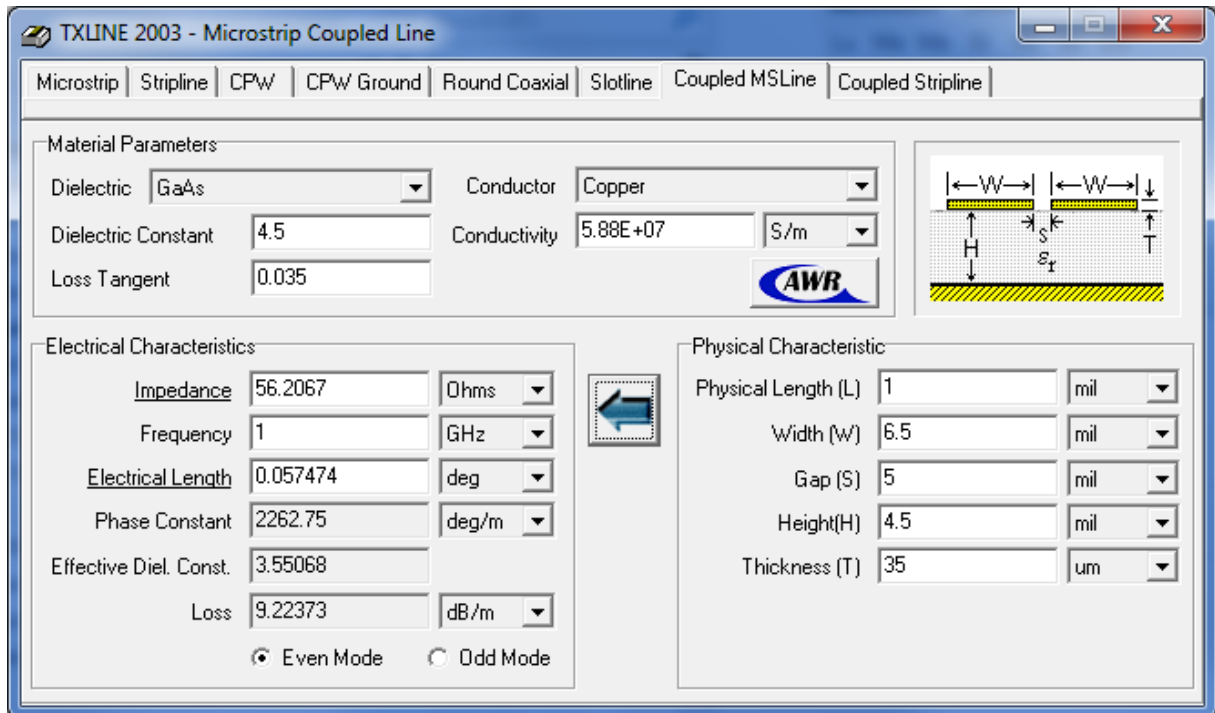 TXLINE 2003 - Microstrip Coupled Line
Microstrip Stripline CPW CPW Ground Round Coaxial Slotline Coupled MSLine Coupled Stripline
Material Parameters
Dielectric GaAs Conductor Copper
Dielectric Constant 4.5 Conductivity 5.88E+07 S/m
Loss Tangent 0.035 AWR
W W
H S T
εr
Electrical Characteristics
Impedance 56.2067 Ohms
Frequency 1 GHz
Electrical Length 0.057474 deg
Phase Constant 2262.75 deg/m
Effective Diel. Const. 3.55068
Loss 9.22373 dB/m
Even Mode Odd Mode
Physical Characteristic
Physical Length (L) 1 mil
Width (W) 6.5 mil
Gap (S) 5 mil
Height(H) 4.5 mil
Thickness (T) 35 um